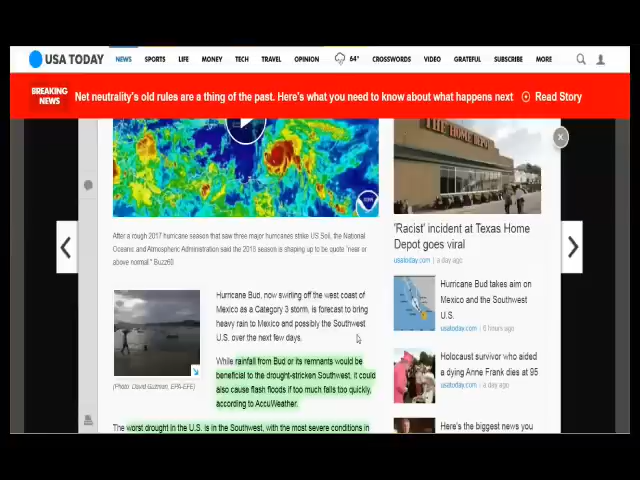 USA TODAY
NEWS SPORTS LIFE MONEY TECH TRAVEL OPINION 64° CROSSWORDS VIDEO GRATEFUL SUBSCRIBE MORE
BREAKING
NEWS
Net neutrality's old rules are a thing of the past. Here's what you need to know about what happens next Read Story
THE HOME DEPOT
After a rough 2017 hurricane season that saw three major hurricanes strike US Soil, the National
Oceanic and Atmospheric Administration said the 2018 season is shaping up to be quote 'near or
above normal." Buzz60
'Racist' incident at Texas Home
Depot goes viral
usatoday.com | a day ago
Hurricane Bud, now swirling off the west coast of
Mexico as a Category 3 storm, is forecast to bring
heavy rain to Mexico and possibly the Southwest
U.S. over the next few days.
While rainfall from Bud or its remnants would be
beneficial to the drought-stricken Southwest, it could
also cause flash floods if too much falls too quickly,
according to AccuWeather.
(Photo: David Guzman, EPA-EFE)
The worst drought in the U.S. is in the Southwest, with the most severe conditions in
Hurricane Bud takes aim on
Mexico and the Southwest
U.S.
usatoday.com | 6 hours ago
Holocaust survivor who aided
a dying Anne Frank dies at 95
usatoday.com | a day ago
Here's the biggest news you